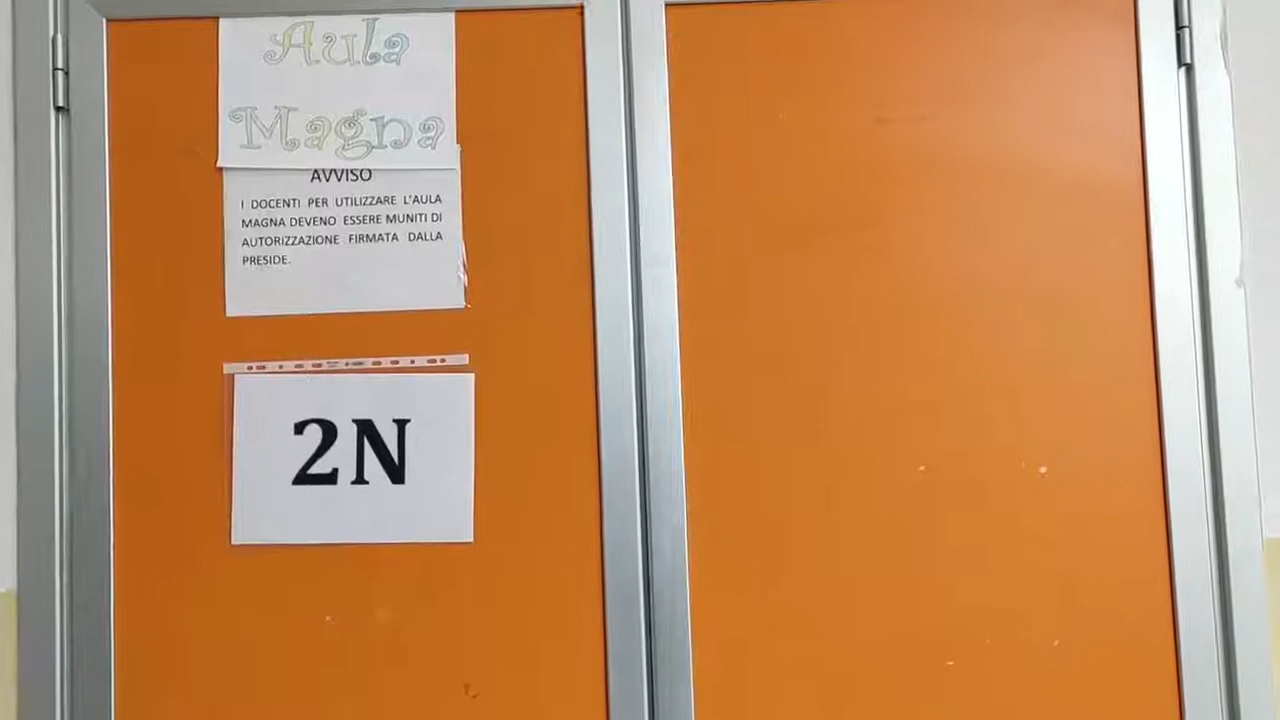 Aula
Magna
AVVISO
I DOCENTI PER UTILIZZARE L'AULA
MAGNA DEVENO ESSERE MUNITI DI
AUTORIZZAZIONE FIRMATA DALLA
PRESIDE.
2N